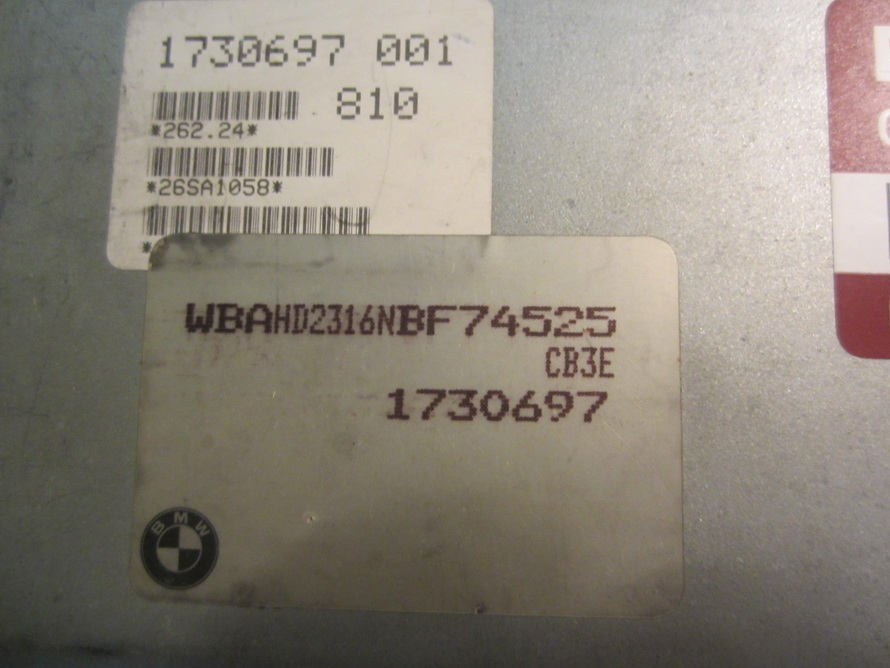 1730697 001
810
*262.24*
*26SA1058*
*
WBAHD2316NBF74525
CB3E
1730697
BMW